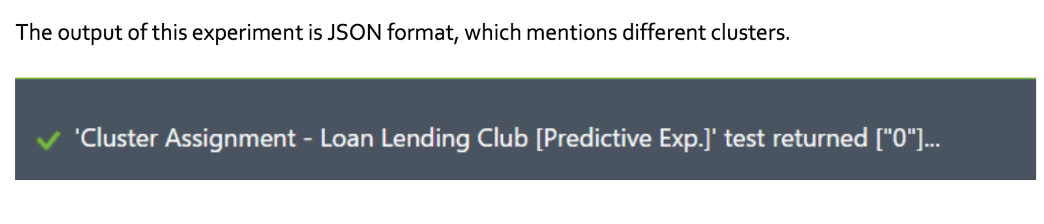 The output of this experiment is JSON format, which mentions different clusters.
'Cluster Assignment - Loan Lending Club [Predictive Exp.]' test returned ["0"]...